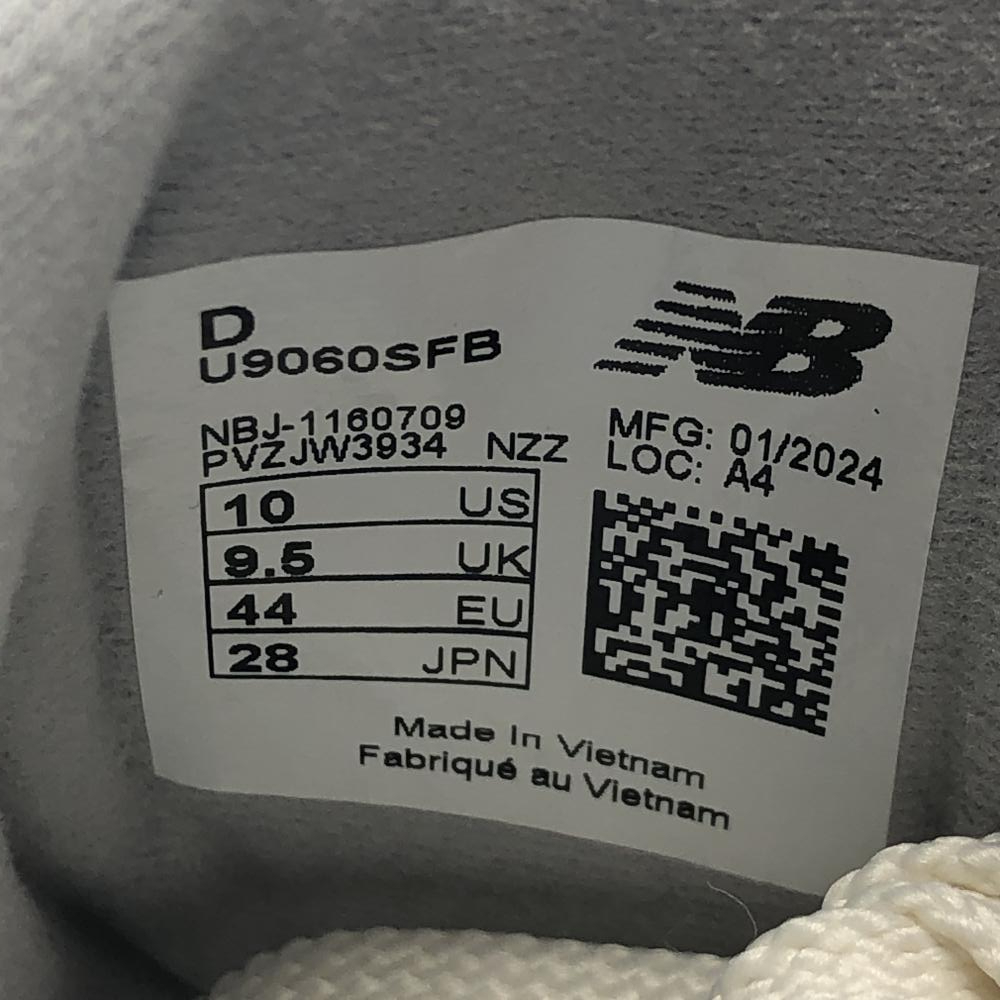 D
U9060SFB
NB
NBJ-1160709
PVZJW3934 NZZ
MFG: 01/2024
LOC: A4
10 US
9.5 UK
44 EU
28 JPN
Made In Vietnam
Fabriqué au Vietnam